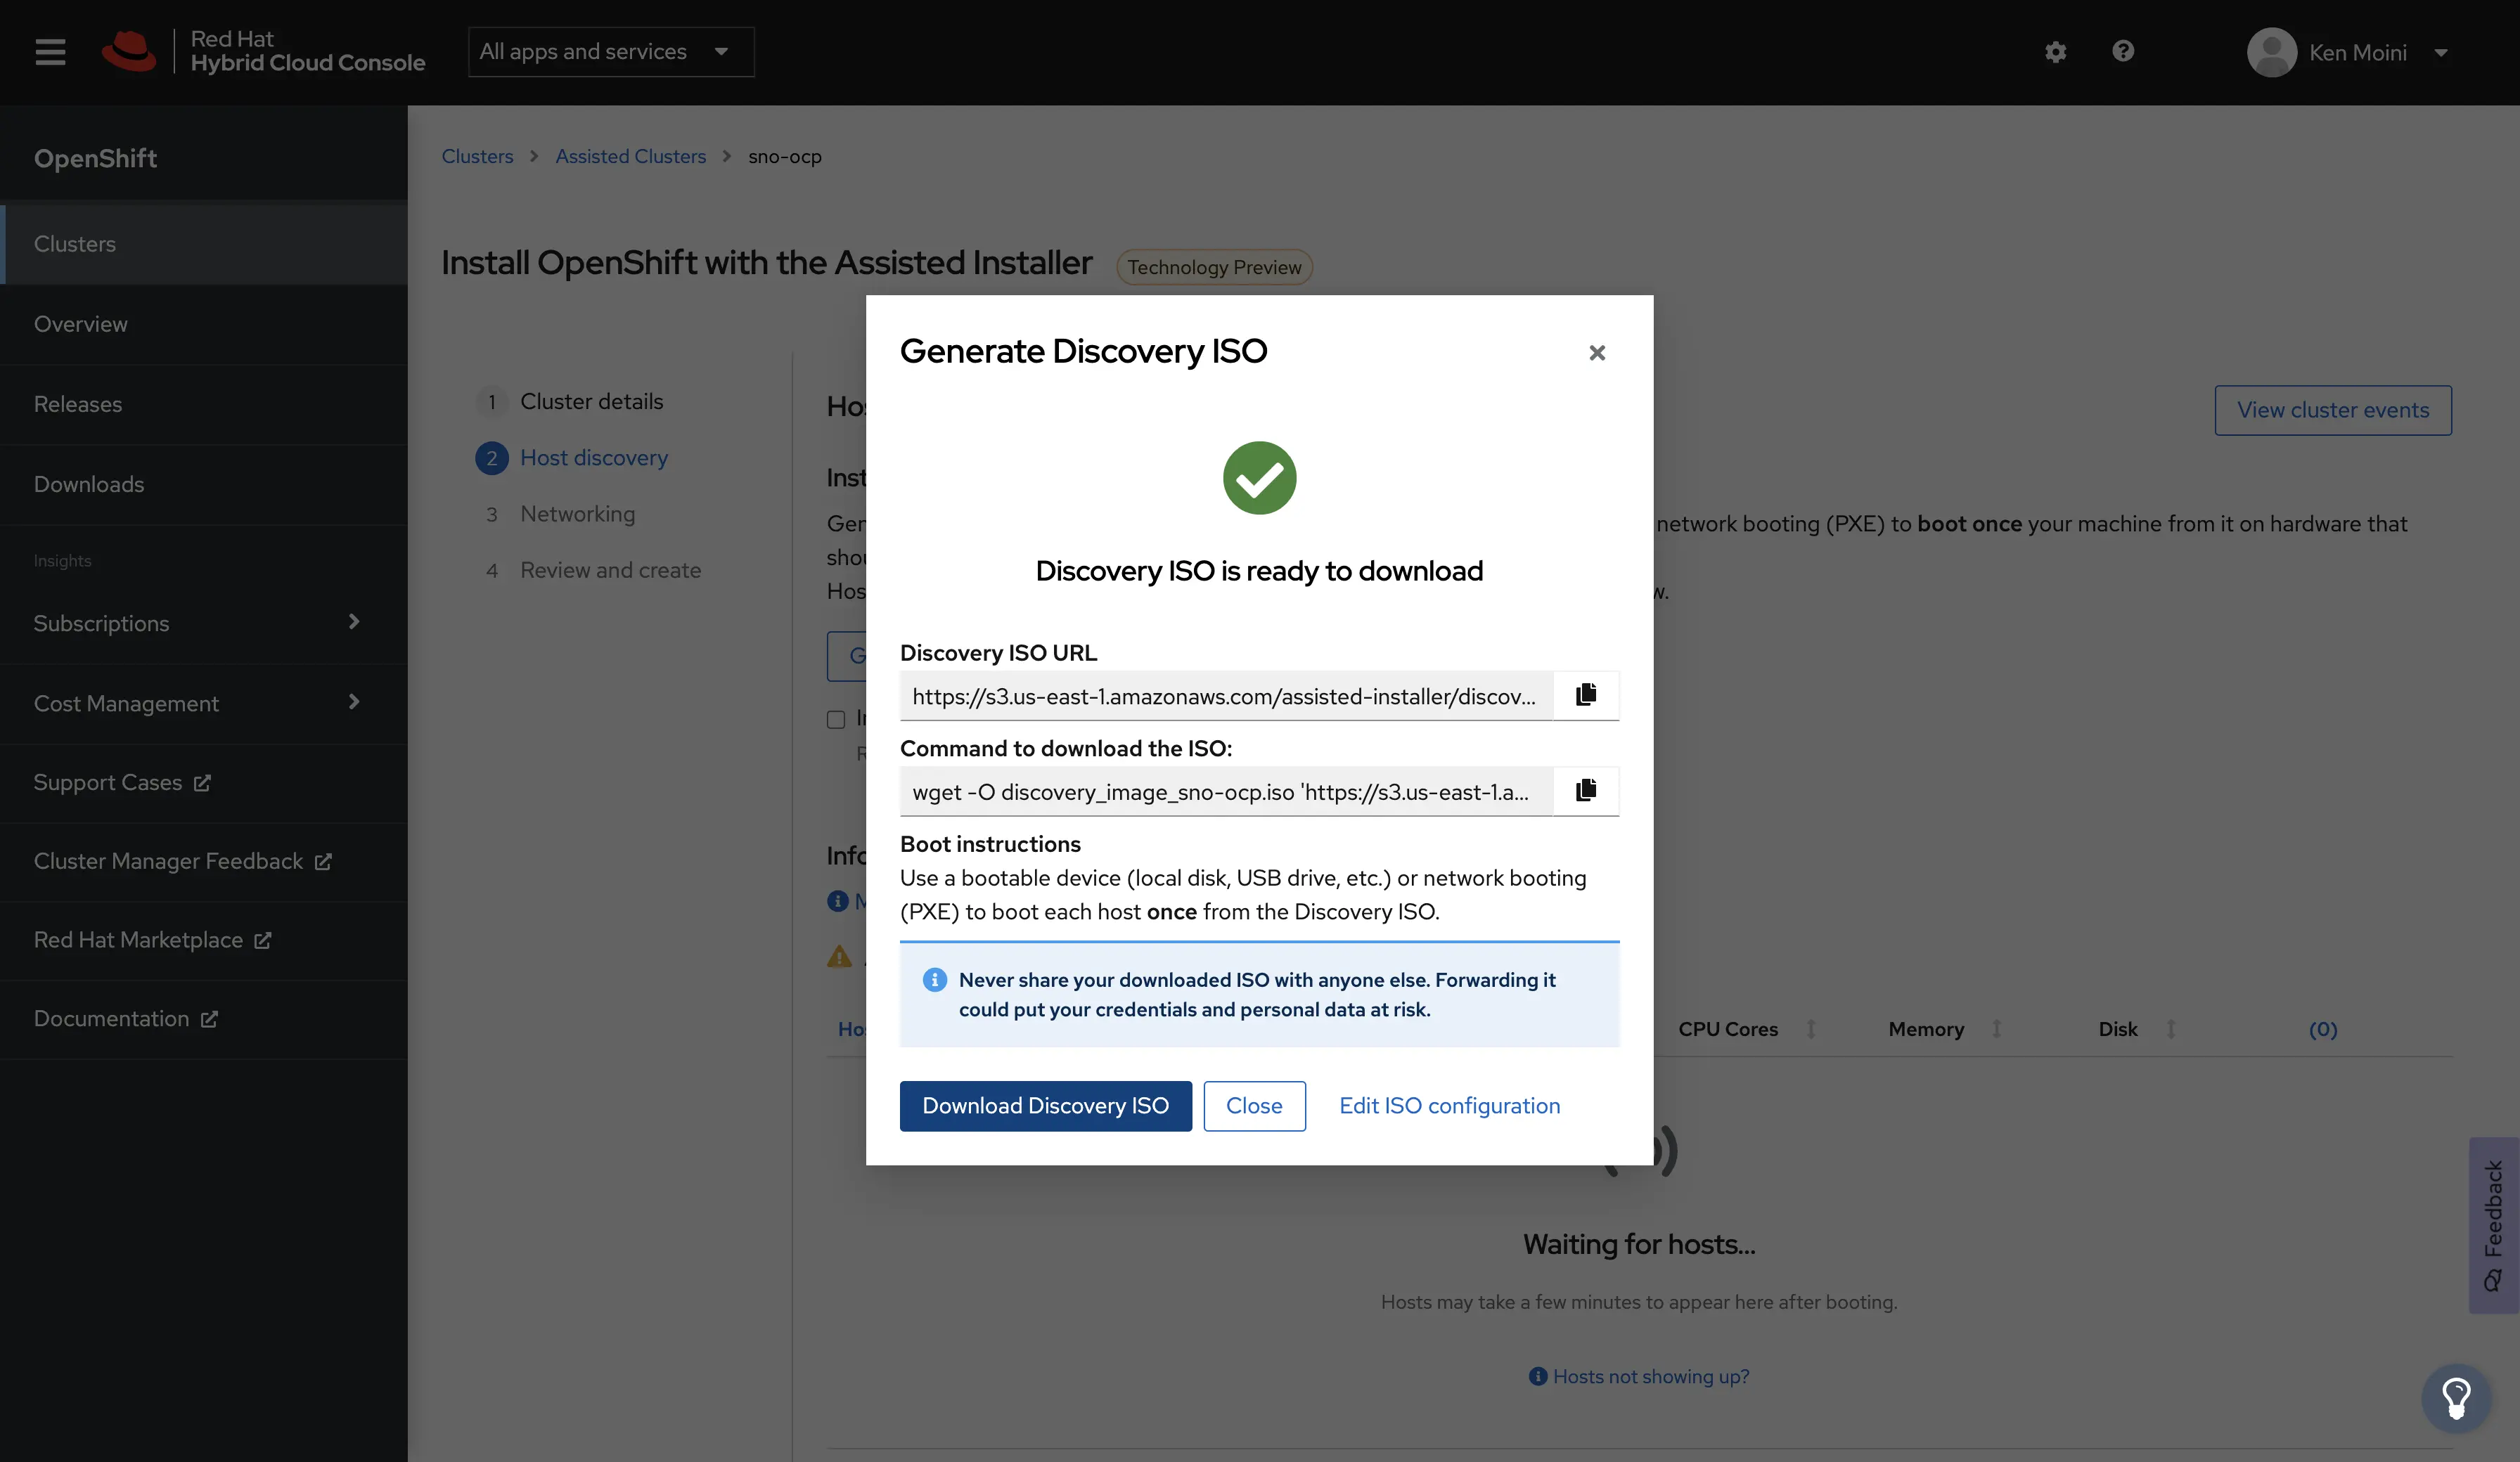 Red Hat
Hybrid Cloud Console
All apps and services
Ken Moini
OpenShift
Clusters
Overview
Releases
Downloads
Insights
Subscriptions
Cost Management
Support Cases
Cluster Manager Feedback
Red Hat Marketplace
Documentation
Clusters > Assisted Clusters > sno-ocp
Install OpenShift with the Assisted Installer
Technology Preview
1 Cluster details
2 Host discovery
3 Networking
4 Review and create
View cluster events
network booting (PXE) to boot once your machine from it on hardware that
Generate Discovery ISO
Discovery ISO is ready to download
Discovery ISO URL
https://s3.us-east-1.amazonaws.com/assisted-installer/discov...
Command to download the ISO:
wget -O discovery_image_sno-ocp.iso 'https://s3.us-east-1.a...
Boot instructions
Use a bootable device (local disk, USB drive, etc.) or network booting
(PXE) to boot each host once from the Discovery ISO.
Never share your downloaded ISO with anyone else. Forwarding it
could put your credentials and personal data at risk.
Download Discovery ISO
Close
Edit ISO configuration
CPU Cores
Memory
Disk
(0)
Waiting for hosts...
Hosts may take a few minutes to appear here after booting.
Hosts not showing up?
Feedback